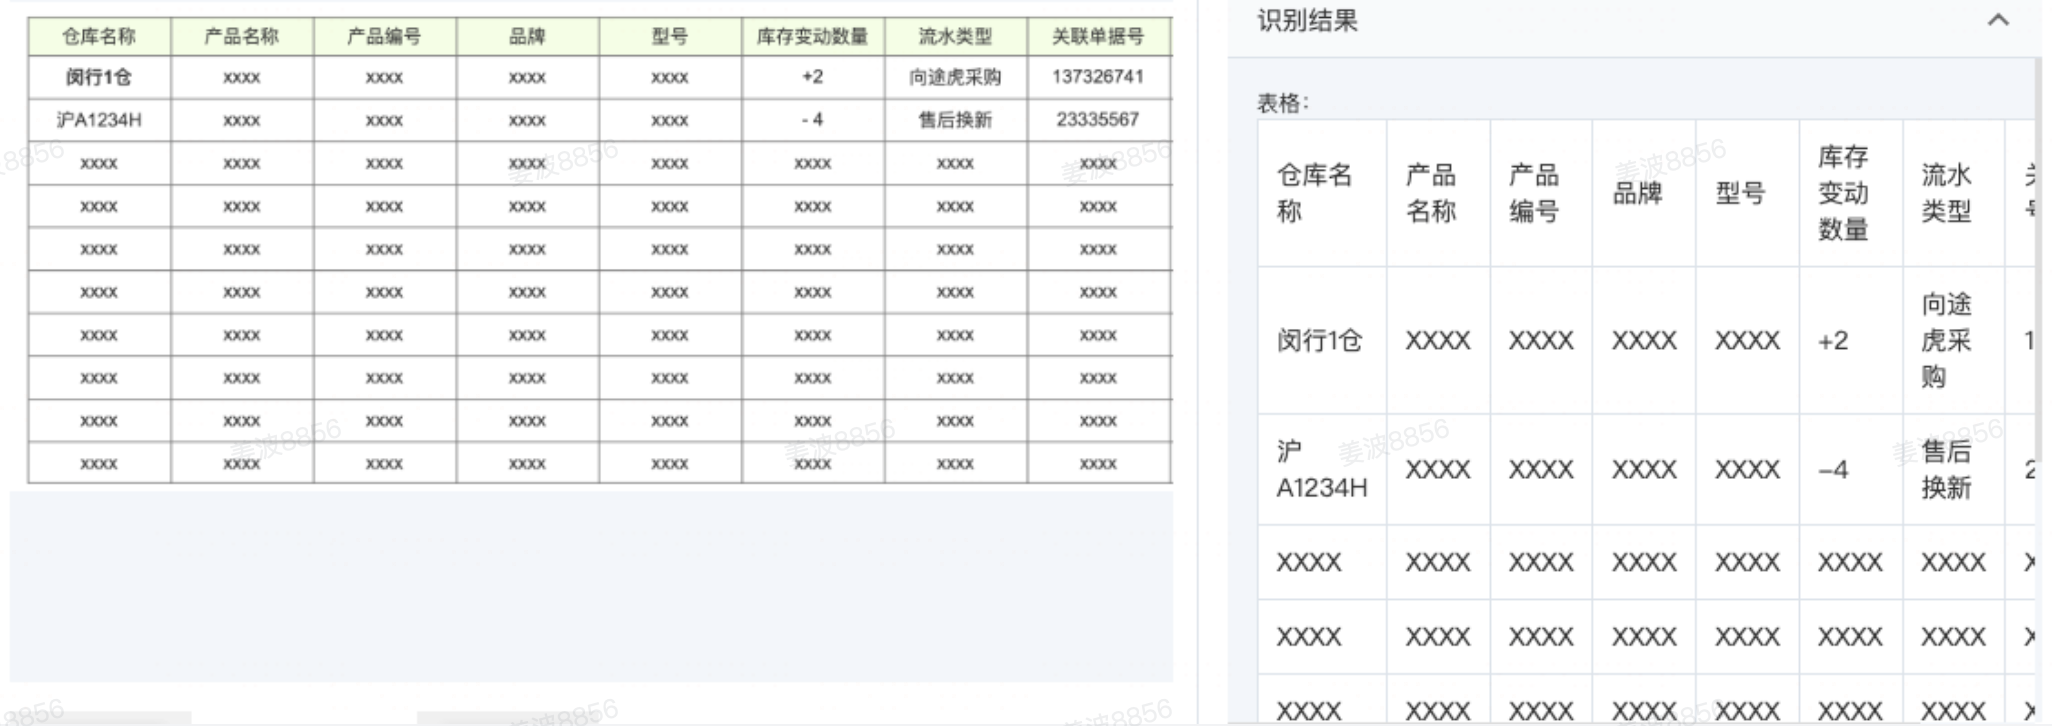 仓库名称 产品名称 产品编号 品牌 型号 库存变动数量 流水类型 关联单据号
闵行1仓 xxxx xxxx xxxx xxxx +2 向途虎采购 137326741
沪A1234H xxxx xxxx xxxx xxxx - 4 售后换新 23335567
xxxx xxxx xxxx xxxx xxxx xxxx xxxx xxxx
xxxx xxxx xxxx xxxx xxxx xxxx xxxx xxxx
xxxx xxxx xxxx xxxx xxxx xxxx xxxx xxxx
xxxx xxxx xxxx xxxx xxxx xxxx xxxx xxxx
xxxx xxxx xxxx xxxx xxxx xxxx xxxx xxxx
xxxx xxxx xxxx xxxx xxxx xxxx xxxx xxxx
xxxx xxxx xxxx xxxx xxxx xxxx xxxx xxxx
xxxx xxxx xxxx xxxx xxxx xxxx xxxx xxxx
识别结果
表格:
仓库名称 产品名称 产品编号 品牌 型号 库存变动数量 流水类型
闵行1仓 XXXX XXXX XXXX XXXX +2 向途虎采购 1
沪A1234H XXXX XXXX XXXX XXXX −4 售后换新 2
XXXX XXXX XXXX XXXX XXXX XXXX XXXX
XXXX XXXX XXXX XXXX XXXX XXXX XXXX
XXXX XXXX XXXX XXXX XXXX XXXX XXXX
姜波8856